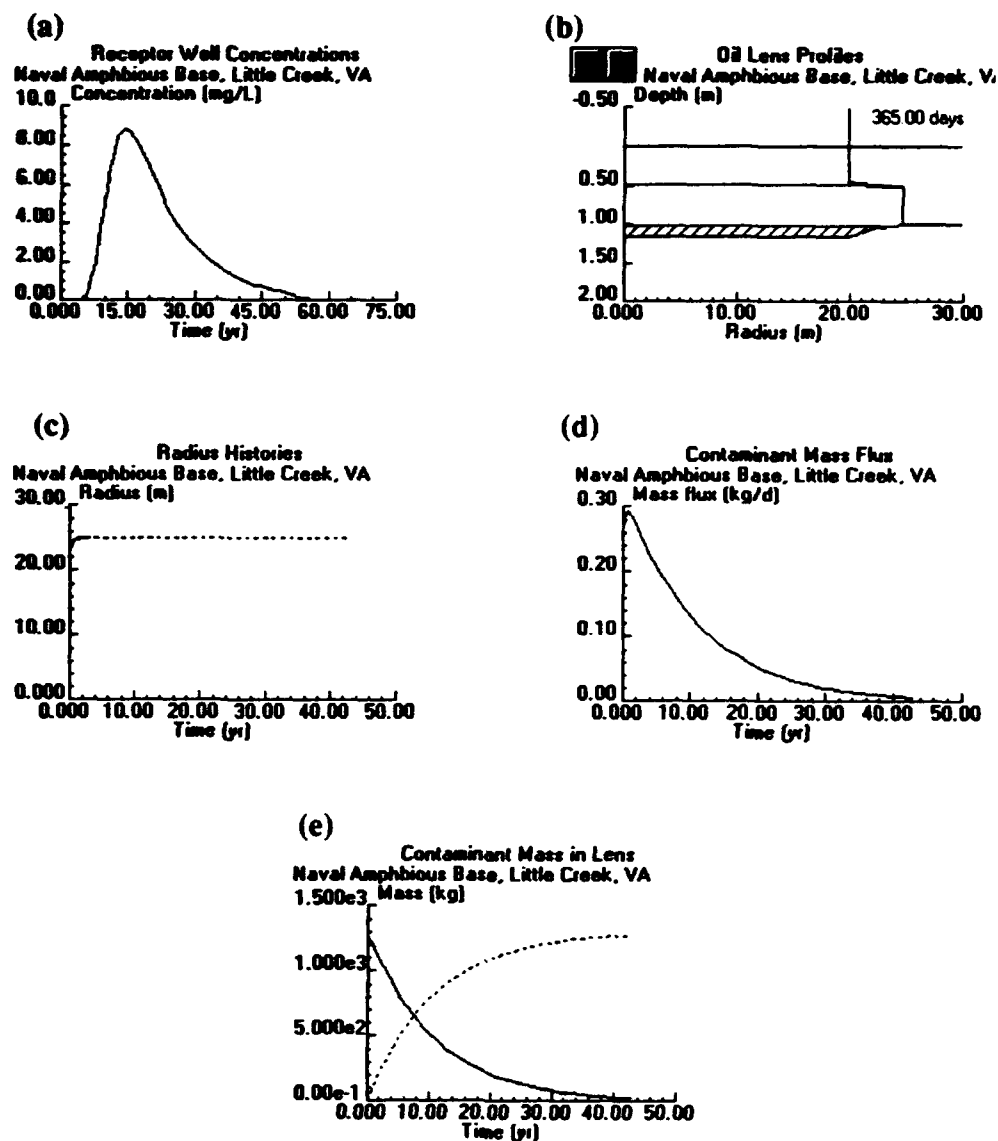 (a)
Receptor Well Concentrations
Naval Amphbious Base, Little Creek, VA
Concentration (mg/L)
10.0
8.00
6.00
4.00
2.00
0.00
0.000 15.00 30.00 45.00 60.00 75.00
Time (yr)
(b)
Oil Lens Profiles
Naval Amphbious Base, Little Creek, VA
Depth (m)
-0.50
365.00 days
0.50
1.00
1.50
2.00
0.000 10.00 20.00 30.00
Radius (m)
(c)
Radius Histories
Naval Amphbious Base, Little Creek, VA
Radius (m)
30.00
20.00
10.00
0.000
0.000 10.00 20.00 30.00 40.00 50.00
Time (yr)
(d)
Contaminant Mass Flux
Naval Amphbious Base, Little Creek, VA
Mass flux (kg/d)
0.30
0.20
0.10
0.00
0.000 10.00 20.00 30.00 40.00 50.00
Time (yr)
(e)
Contaminant Mass in Lens
Naval Amphbious Base, Little Creek, VA
Mass (kg)
1.500e3
1.000e3
5.000e2
0.00e-1
0.000 10.00 20.00 30.00 40.00 50.00
Time (yr)